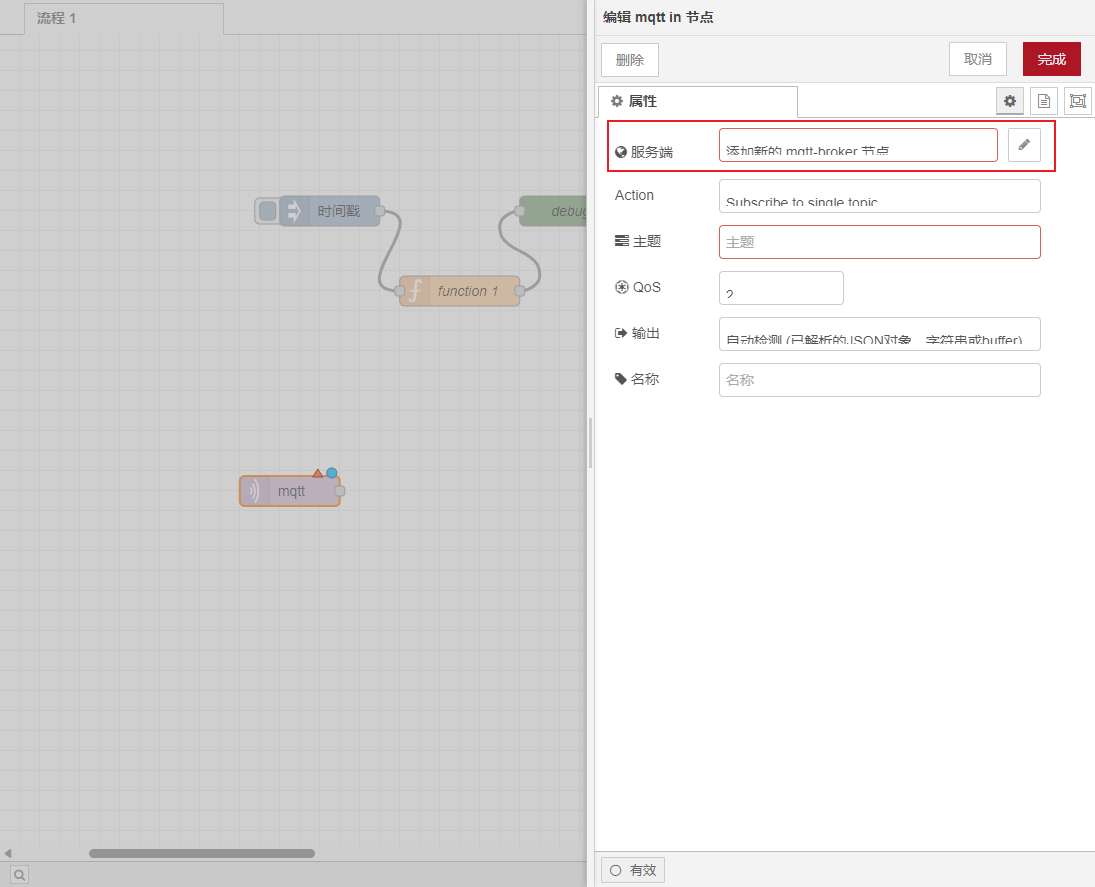 流程 1
时间戳
debug
function 1
mqtt
编辑 mqtt in 节点
删除
取消
完成
属性
服务端
添加新的 mqtt-broker 节点
Action
Subscribe to single topic
主题
主题
QoS
2
输出
自动检测 (已解析的JSON对象、字符串或buffer)
名称
名称
有效